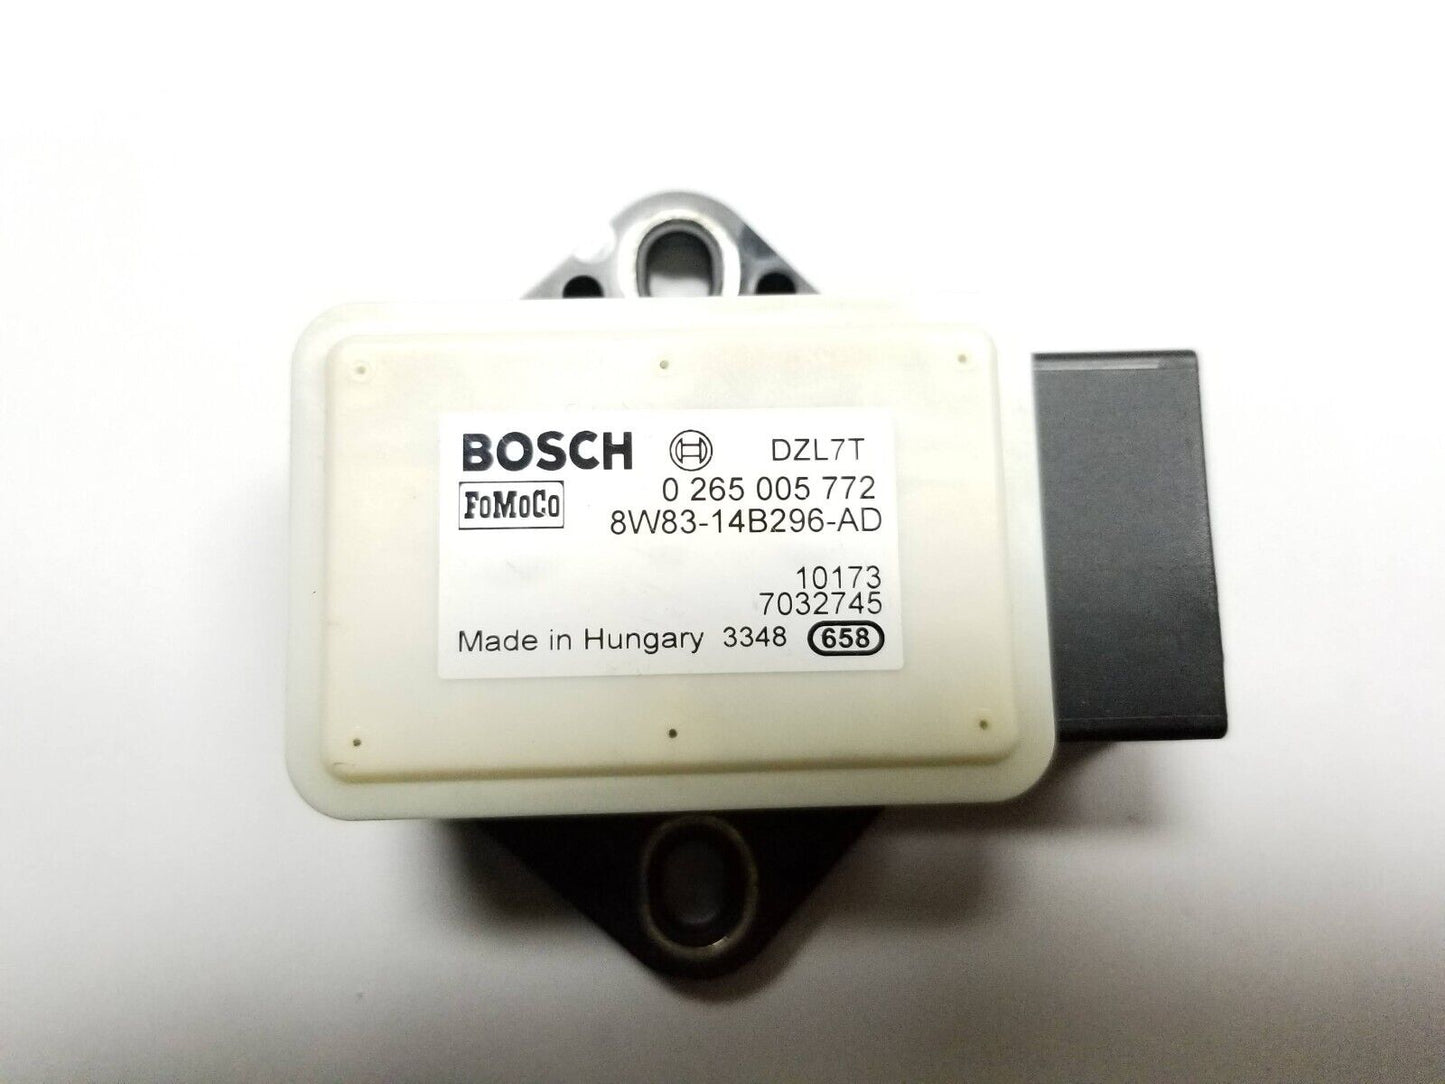 BOSCH DZL7T
0 265 005 772
FoMoCo
8W83-14B296-AD
10173
7032745
Made in Hungary 3348 658